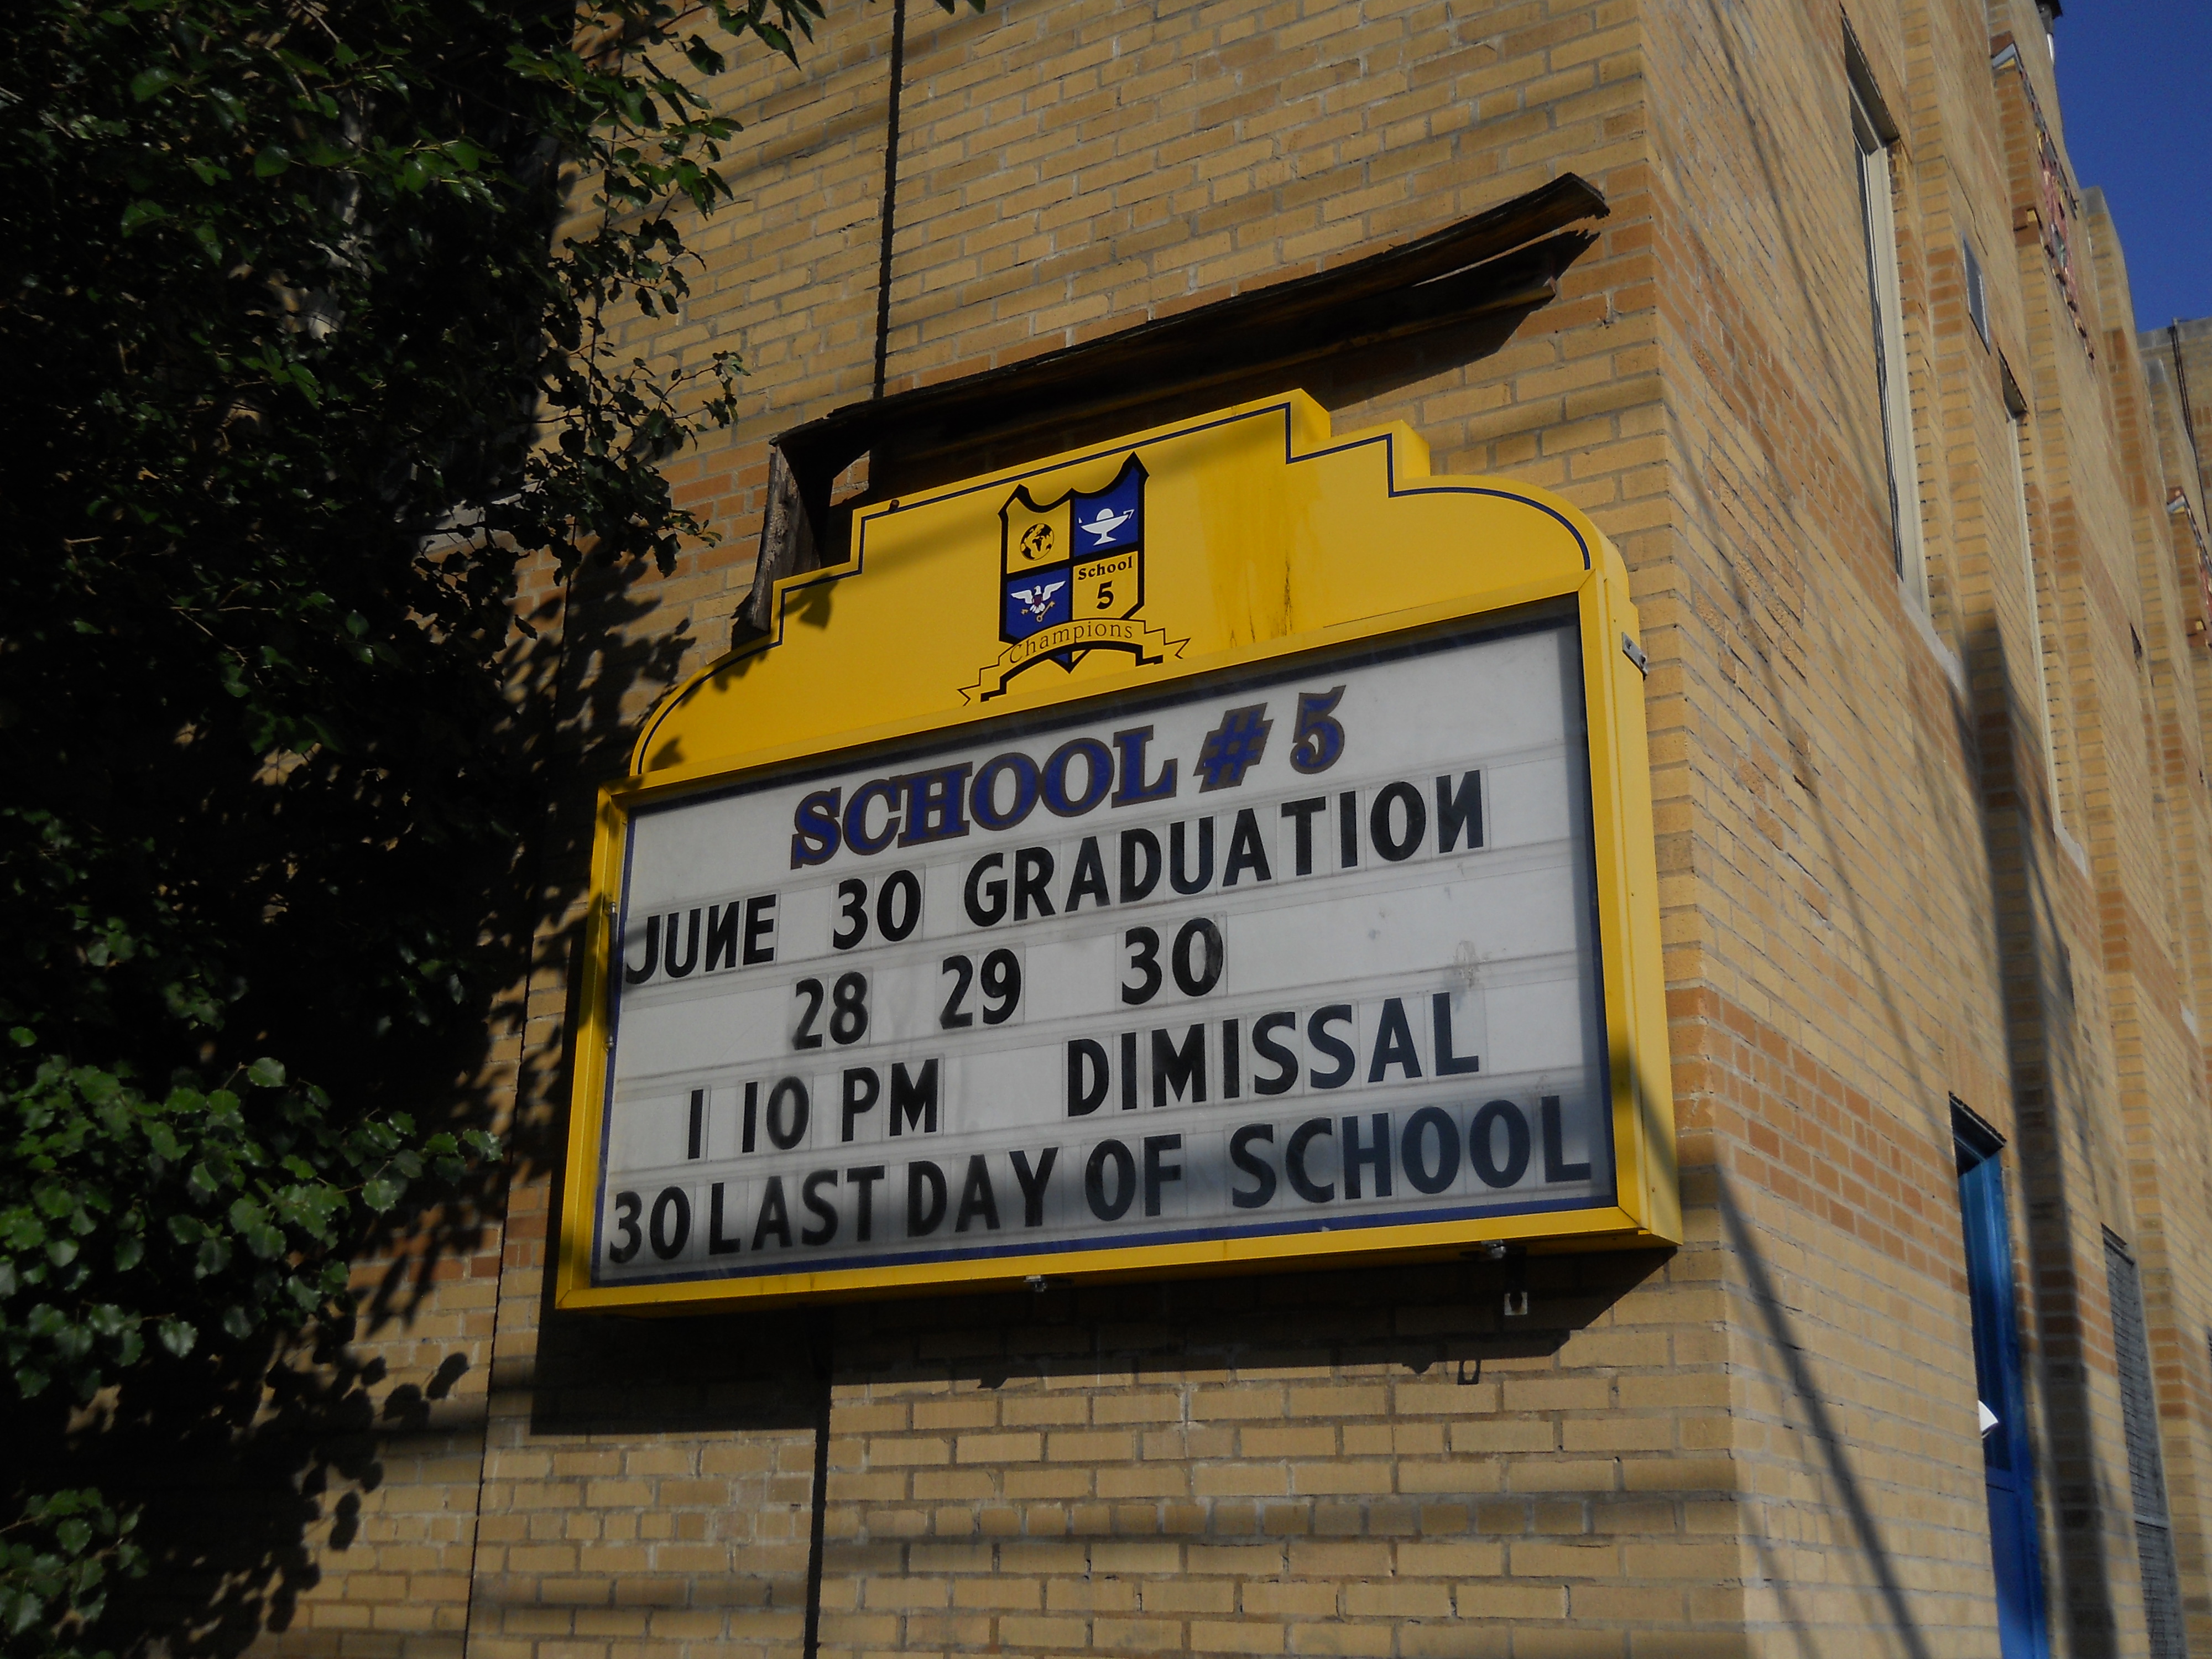 School
5
Champions
SCHOOL # 5
JUNE 30 GRADUATION
28 29 30
1 10 PM DIMISSAL
30 LAST DAY OF SCHOOL